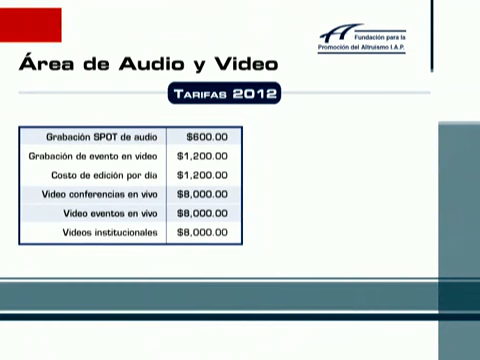 Fundación para la
Promoción del Altruismo I.A.P.
Área de Audio y Video
TARIFAS 2012
Grabación SPOT de audio $600.00
Grabación de evento en video $1,200.00
Costo de edición por día $1,200.00
Video conferencias en vivo $8,000.00
Video eventos en vivo $8,000.00
Videos institucionales $8,000.00